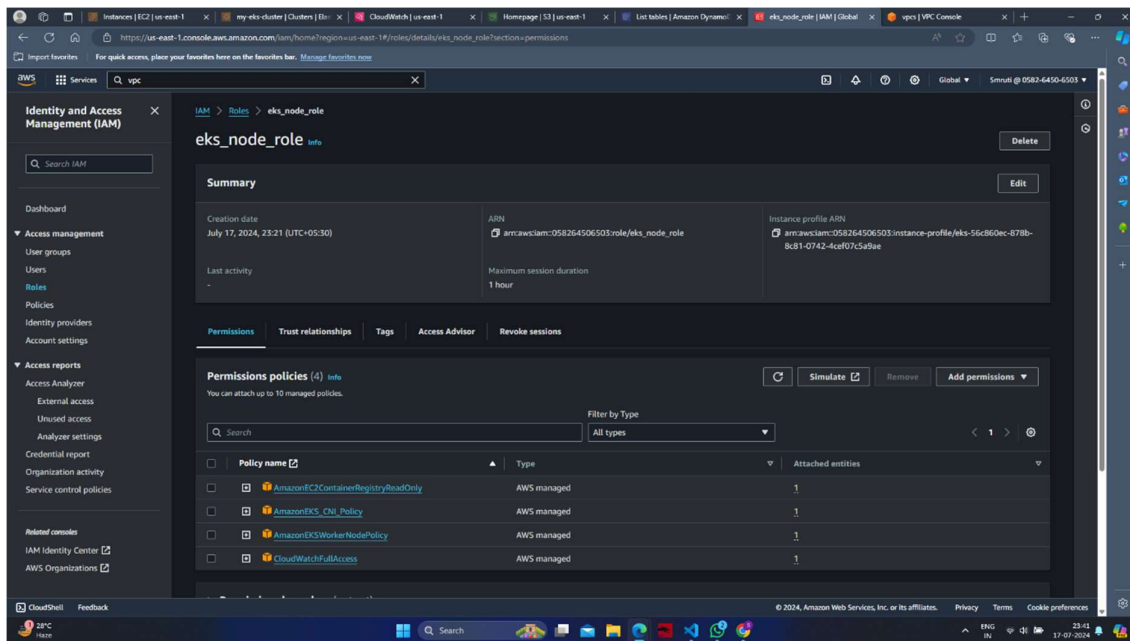 Instances | EC2 | us-east-1
my-eks-cluster | Clusters | Elas
CloudWatch | us-east-1
Homepage | S3 | us-east-1
List tables | Amazon Dynamo
eks_node_role | IAM | Global
vpcs | VPC Console
https://us-east-1.console.aws.amazon.com/iam/home?region=us-east-1#/roles/details/eks_node_role?section=permissions
Import favorites
For quick access, place your favorites here on the favorites bar. Manage favorites now
aws
Services
vpc
Global
Smruti @ 0582-6450-6503
Identity and Access Management (IAM)
Search IAM
Dashboard
Access management
User groups
Users
Roles
Policies
Identity providers
Account settings
Access reports
Access Analyzer
External access
Unused access
Analyzer settings
Credential report
Organization activity
Service control policies
Related consoles
IAM Identity Center
AWS Organizations
IAM > Roles > eks_node_role
eks_node_role Info
Delete
Summary
Edit
Creation date
July 17, 2024, 23:21 (UTC+05:30)
ARN
arn:aws:iam::058264506503:role/eks_node_role
Instance profile ARN
arn:aws:iam::058264506503:instance-profile/eks-56c860ec-878b-
8c81-0742-4cef07c5a9ae
Last activity
-
Maximum session duration
1 hour
Permissions
Trust relationships
Tags
Access Advisor
Revoke sessions
Permissions policies (4) Info
You can attach up to 10 managed policies.
Simulate
Remove
Add permissions
Filter by Type
Search
All types
1
Policy name
Type
Attached entities
AmazonEC2ContainerRegistryReadOnly AWS managed 1
AmazonEKS_CNI_Policy AWS managed 1
AmazonEKSWorkerNodePolicy AWS managed 1
CloudWatchFullAccess AWS managed 1
CloudShell
Feedback
© 2024, Amazon Web Services, Inc. or its affiliates.
Privacy
Terms
Cookie preferences
28°C
Haze
Search
ENG
IN
23:41
17-07-2024